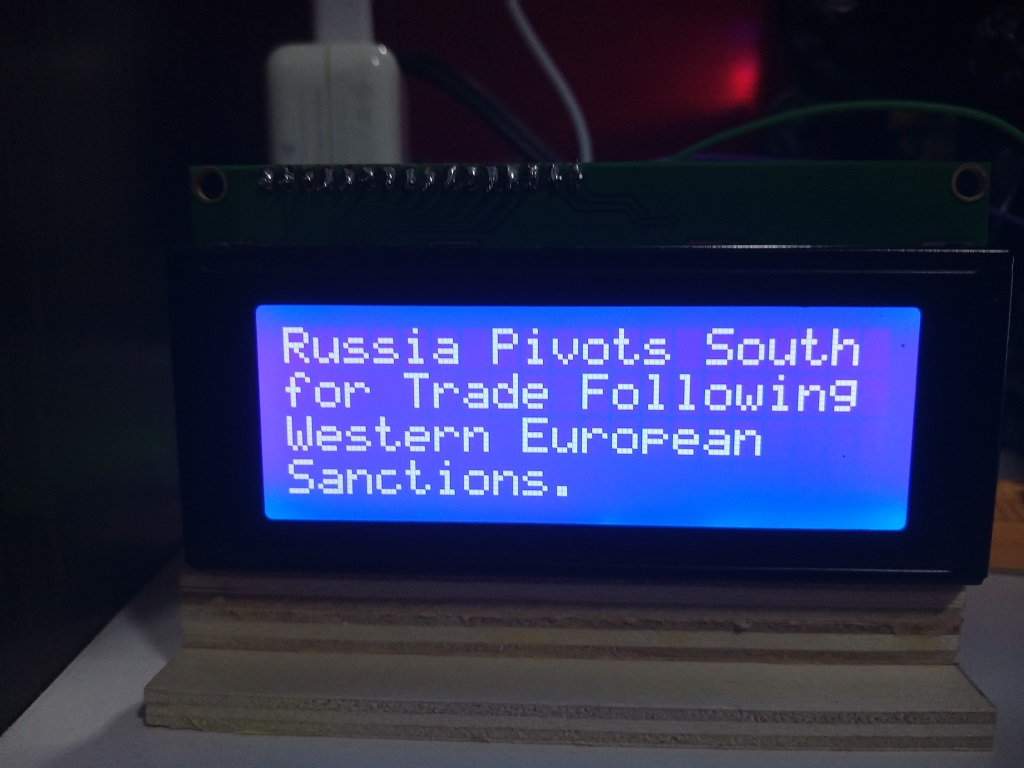 Russia Pivots South
for Trade Following
Western European
Sanctions.